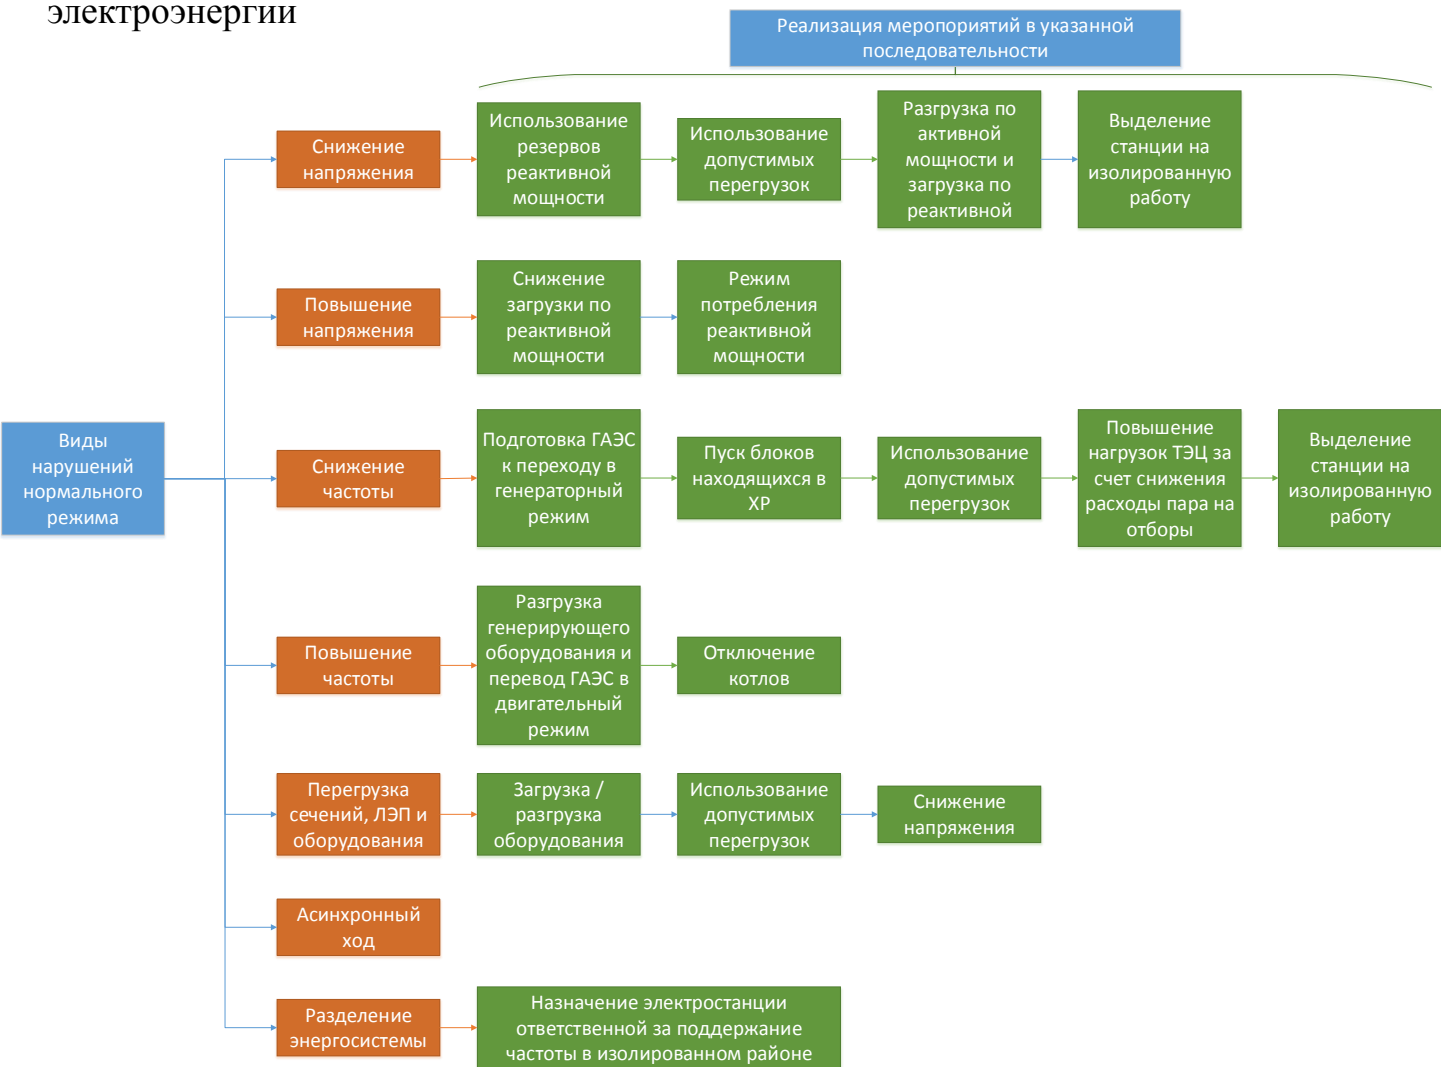 электроэнергии
Реализация мероприятий в указанной
последовательности
Снижение
напряжения
Использование
резервов
реактивной
мощности
Использование
допустимых
перегрузок
Разгрузка по
активной
мощности и
загрузка по
реактивной
Выделение
станции на
изолированную
работу
Повышение
напряжения
Снижение
загрузки по
реактивной
мощности
Режим
потребления
реактивной
мощности
Виды
нарушений
нормального
режима
Снижение
частоты
Подготовка ГАЭС
к переходу в
генераторный
режим
Пуск блоков
находящихся в
ХР
Использование
допустимых
перегрузок
Повышение
нагрузок ТЭЦ за
счет снижения
расходы пара на
отборы
Выделение
станции на
изолированную
работу
Повышение
частоты
Разгрузка
генерирующего
оборудования и
перевод ГАЭС в
двигательный
режим
Отключение
котлов
Перегрузка
сечений, ЛЭП и
оборудования
Загрузка /
разгрузка
оборудования
Использование
допустимых
перегрузок
Снижение
напряжения
Асинхронный
ход
Разделение
энергосистемы
Назначение электростанции
ответственной за поддержание
частоты в изолированном районе